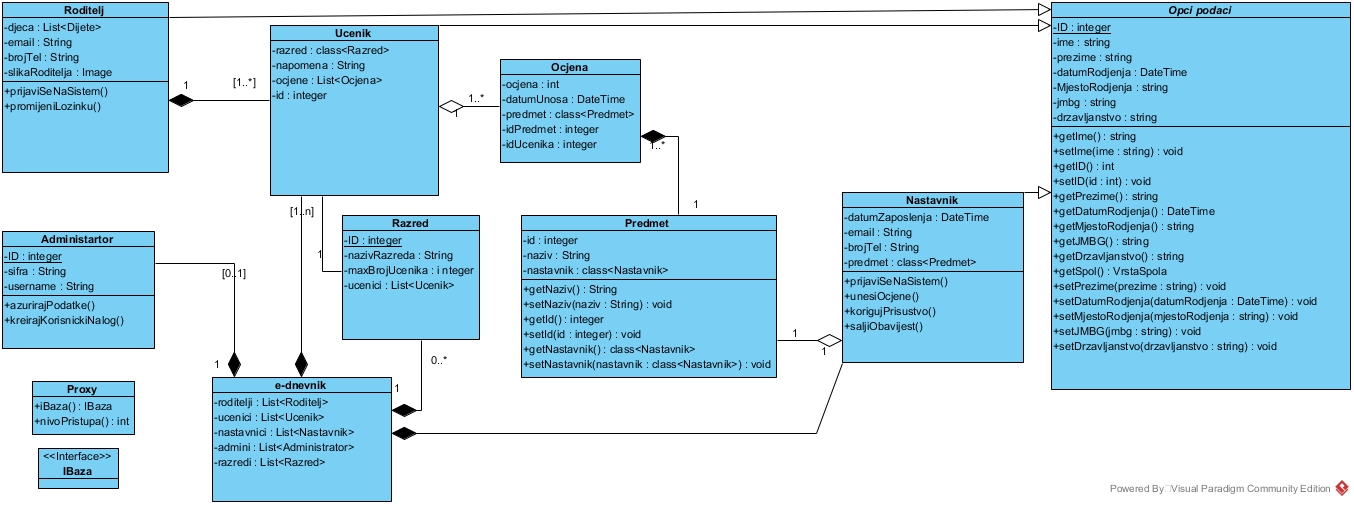 Roditelj
-djeca : List<Dijete>
-email : String
-brojTel : String
-slikaRoditelja : Image
+prijaviSeNaSistem()
+promijeniLozinku()
1
[1..*]
Ucenik
-razred : class<Razred>
-napomena : String
-ocjene : List<Ocjena>
-id : integer
1
1..*
Ocjena
-ocjena : int
-datumUnosa : DateTime
-predmet : class<Predmet>
-idPredmet : integer
-idUcenika : integer
1..*
1
Opci podaci
-ID : integer
-ime : string
-prezime : string
-datumRodjenja : DateTime
-MjestoRodjenja : string
-jmbg : string
-drzavljanstvo : string
+getIme() : string
+setIme(ime : string) : void
+getID() : int
+setID(id : int) : void
+getPrezime() : string
+getDatumRodjenja() : DateTime
+getMjestoRodjenja() : string
+getJMBG() : string
+getDrzavljanstvo() : string
+getSpol() : VrstaSpola
+setPrezime(prezime : string) : void
+setDatumRodjenja(datumRodjenja : DateTime) : void
+setMjestoRodjenja(mjestoRodjenja : string) : void
+setJMBG(jmbg : string) : void
+setDrzavljanstvo(drzavljanstvo : string) : void
Administartor
-ID : integer
-sifra : String
-username : String
+azurirajPodatke()
+kreirajKorisnickiNalog()
[0..1]
1
[1..n]
1
Razred
-ID : integer
-nazivRazreda : String
-maxBrojUcenika : integer
-ucenici : List<Ucenik>
0..*
1
Predmet
-id : integer
-naziv : String
-nastavnik : class<Nastavnik>
+getNaziv() : String
+setNaziv(naziv : String) : void
+getId() : integer
+setId(id : integer) : void
+getNastavnik() : class<Nastavnik>
+setNastavnik(nastavnik : class<Nastavnik>) : void
1
1
Nastavnik
-datumZaposlenja : DateTime
-email : String
-brojTel : String
-predmet : class<Predmet>
+prijaviSeNaSistem()
+unesiOcjene()
+korigujPrisustvo()
+saljiObavijest()
Proxy
+iBaza() : IBaza
+nivoPristupa() : int
<<Interface>>
IBaza
e-dnevnik
-roditelji : List<Roditelj>
-ucenici : List<Ucenik>
-nastavnici : List<Nastavnik>
-admini : List<Administrator>
-razredi : List<Razred>
Powered By Visual Paradigm Community Edition